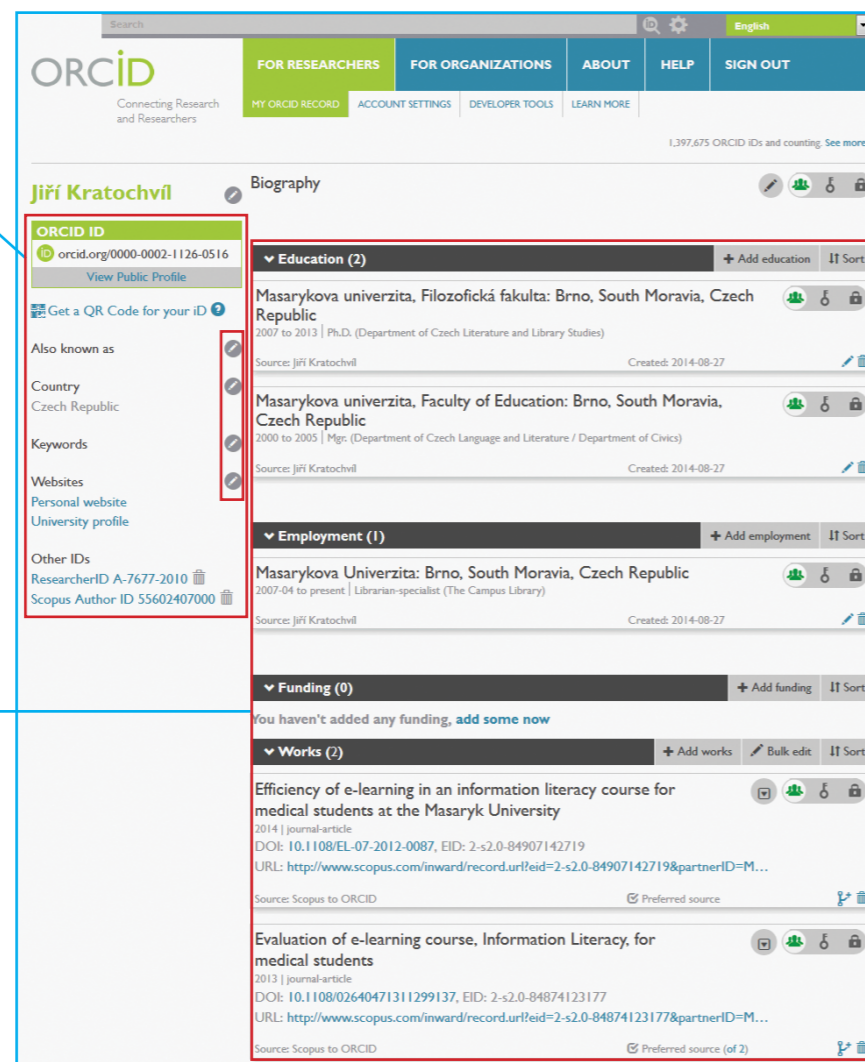 Search
English
ORCID
Connecting Research
and Researchers
FOR RESEARCHERS FOR ORGANIZATIONS ABOUT HELP SIGN OUT
MY ORCID RECORD ACCOUNT SETTINGS DEVELOPER TOOLS LEARN MORE
1,397,675 ORCID iDs and counting. See more
Jiří Kratochvíl
ORCID ID
iD orcid.org/0000-0002-1126-0516
View Public Profile
Get a QR Code for your iD ?
Also known as
Country
Czech Republic
Keywords
Websites
Personal website
University profile
Other IDs
ResearcherID A-7677-2010
Scopus Author ID 55602407000
Biography
Education (2) + Add education Sort
Masarykova univerzita, Filozofická fakulta: Brno, South Moravia, Czech
Republic
2007 to 2013 | Ph.D. (Department of Czech Literature and Library Studies)
Source: Jiří Kratochvíl Created: 2014-08-27
Masarykova univerzita, Faculty of Education: Brno, South Moravia,
Czech Republic
2000 to 2005 | Mgr. (Department of Czech Language and Literature / Department of Civics)
Source: Jiří Kratochvíl Created: 2014-08-27
Employment (1) + Add employment Sort
Masarykova Univerzita: Brno, South Moravia, Czech Republic
2007-04 to present | Librarian-specialist (The Campus Library)
Source: Jiří Kratochvíl Created: 2014-08-27
Funding (0) + Add funding Sort
You haven't added any funding, add some now
Works (2) + Add works Bulk edit Sort
Efficiency of e-learning in an information literacy course for
medical students at the Masaryk University
2014 | journal-article
DOI: 10.1108/EL-07-2012-0087, EID: 2-s2.0-84907142719
URL: http://www.scopus.com/inward/record.url?eid=2-s2.0-84907142719&partnerID=M...
Source: Scopus to ORCID Preferred source
Evaluation of e-learning course, Information Literacy, for
medical students
2013 | journal-article
DOI: 10.1108/02640471311299137, EID: 2-s2.0-84874123177
URL: http://www.scopus.com/inward/record.url?eid=2-s2.0-84874123177&partnerID=M...
Source: Scopus to ORCID Preferred source (of 2)